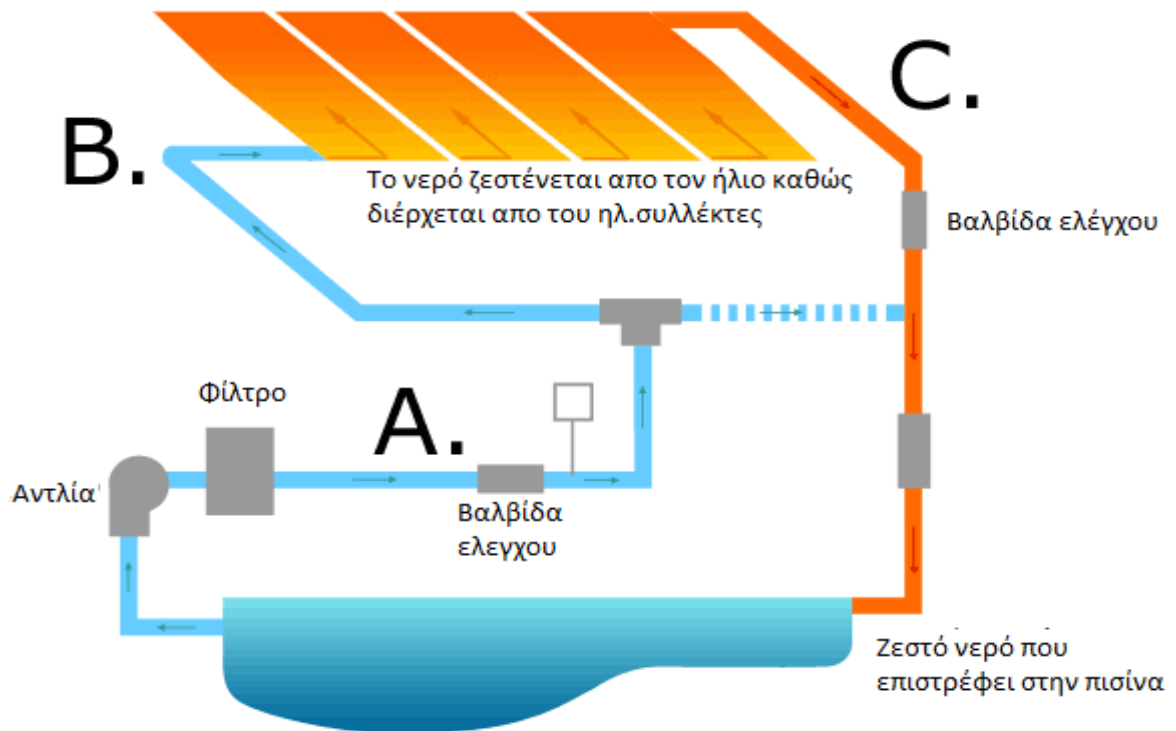 C.
B.
Το νερό ζεστένεται απο τον ήλιο καθώς
διέρχεται απο του ηλ.συλλέκτες
Βαλβίδα ελέγχου
Φίλτρο
A.
Αντλία
Βαλβίδα
ελεγχου
Ζεστό νερό που
επιστρέφει στην πισίνα